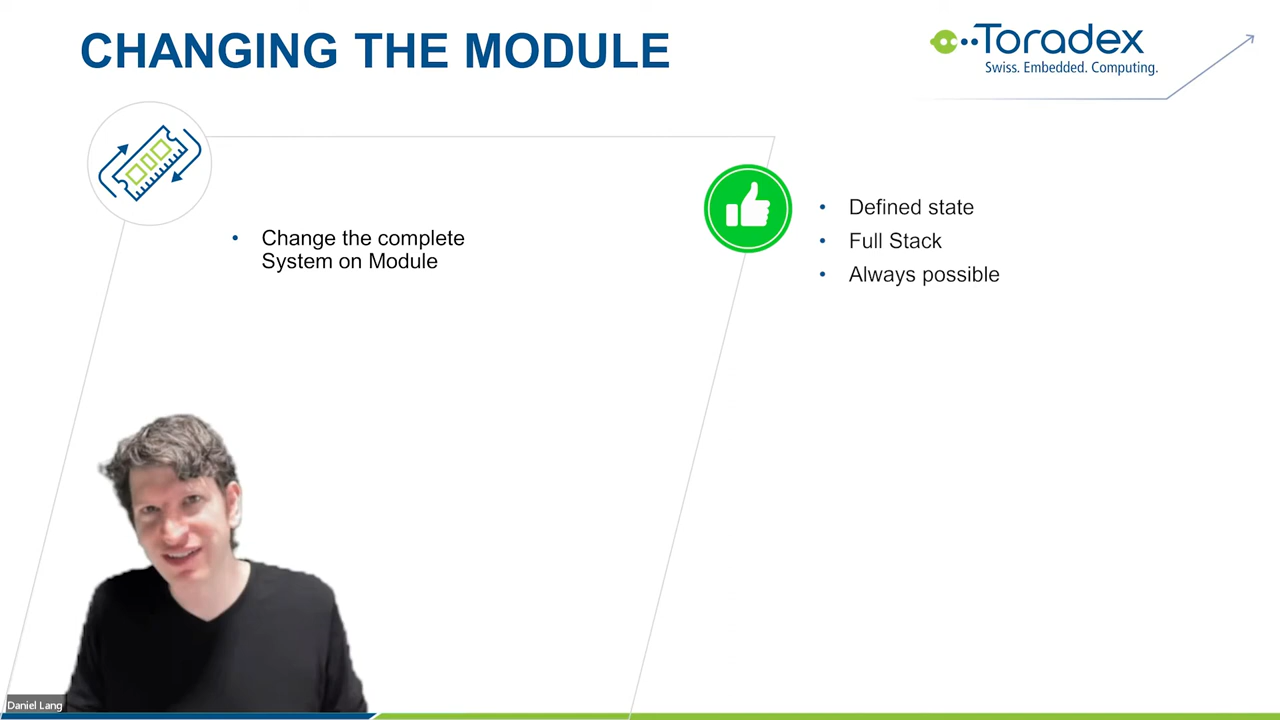 CHANGING THE MODULE
Toradex
Swiss. Embedded. Computing.
• Change the complete
System on Module
• Defined state
• Full Stack
• Always possible
Daniel Lang